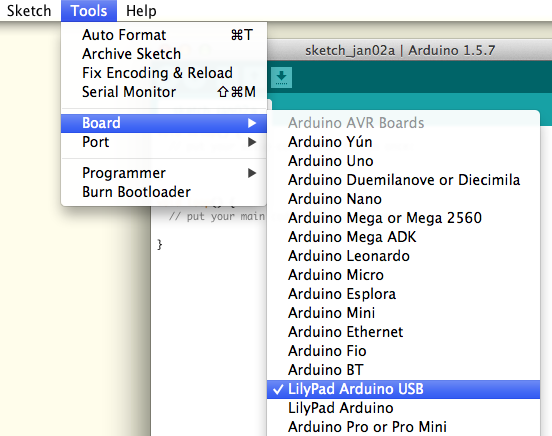 Sketch Tools Help
Auto Format ⌘T
Archive Sketch
Fix Encoding & Reload
Serial Monitor ⇧⌘M
Board
Port
Programmer
Burn Bootloader
sketch_jan02a | Arduino 1.5.7
Arduino AVR Boards
Arduino Yún
Arduino Uno
Arduino Duemilanove or Diecimila
Arduino Nano
Arduino Mega or Mega 2560
Arduino Mega ADK
Arduino Leonardo
Arduino Micro
Arduino Esplora
Arduino Mini
Arduino Ethernet
Arduino Fio
Arduino BT
✓ LilyPad Arduino USB
LilyPad Arduino
Arduino Pro or Pro Mini
// put your main
}